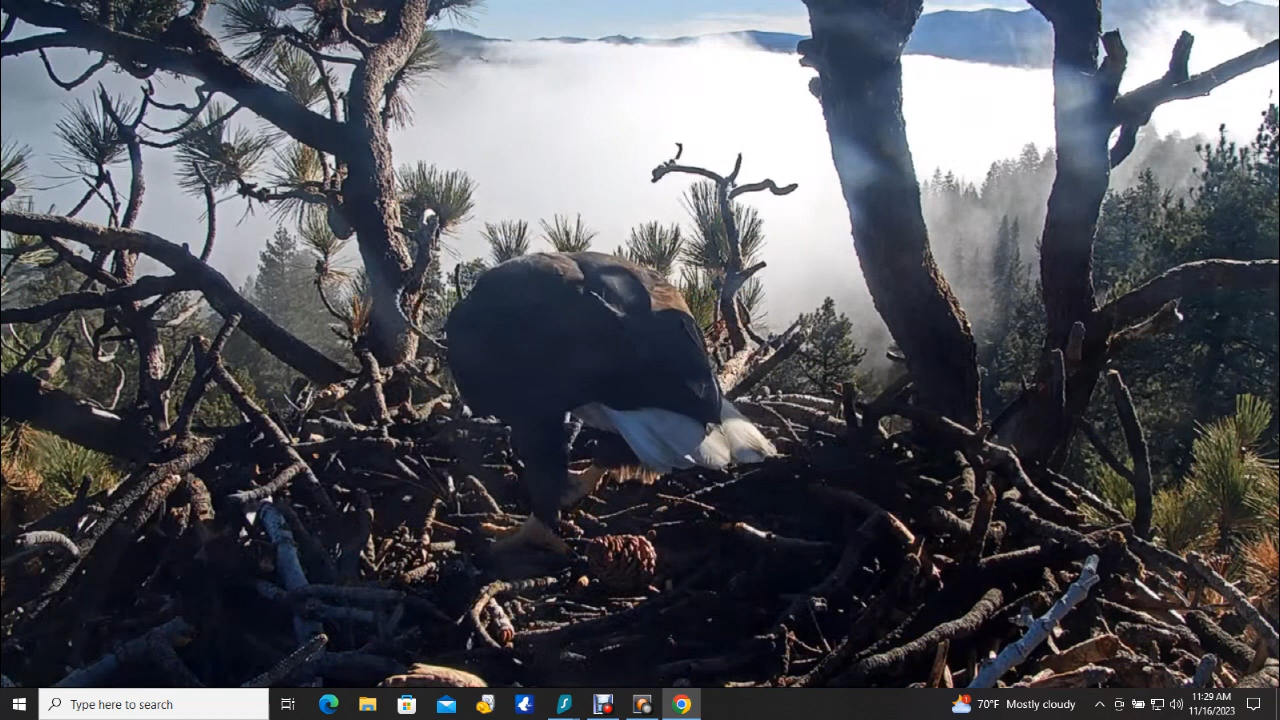 Type here to search
70°F Mostly cloudy
11:29 AM
11/16/2023